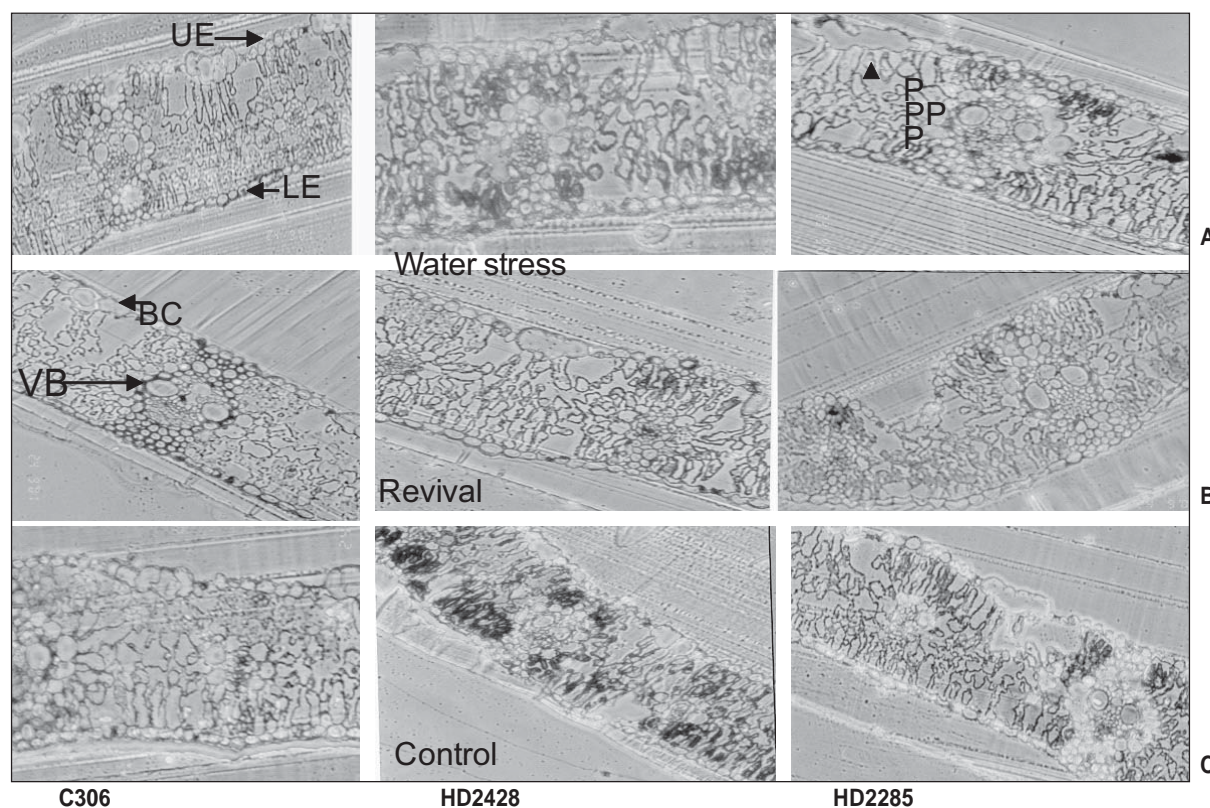 UE
LE
P
PP
P
A
Water stress
BC
VB
Revival
B
Control
C
C306
HD2428
HD2285